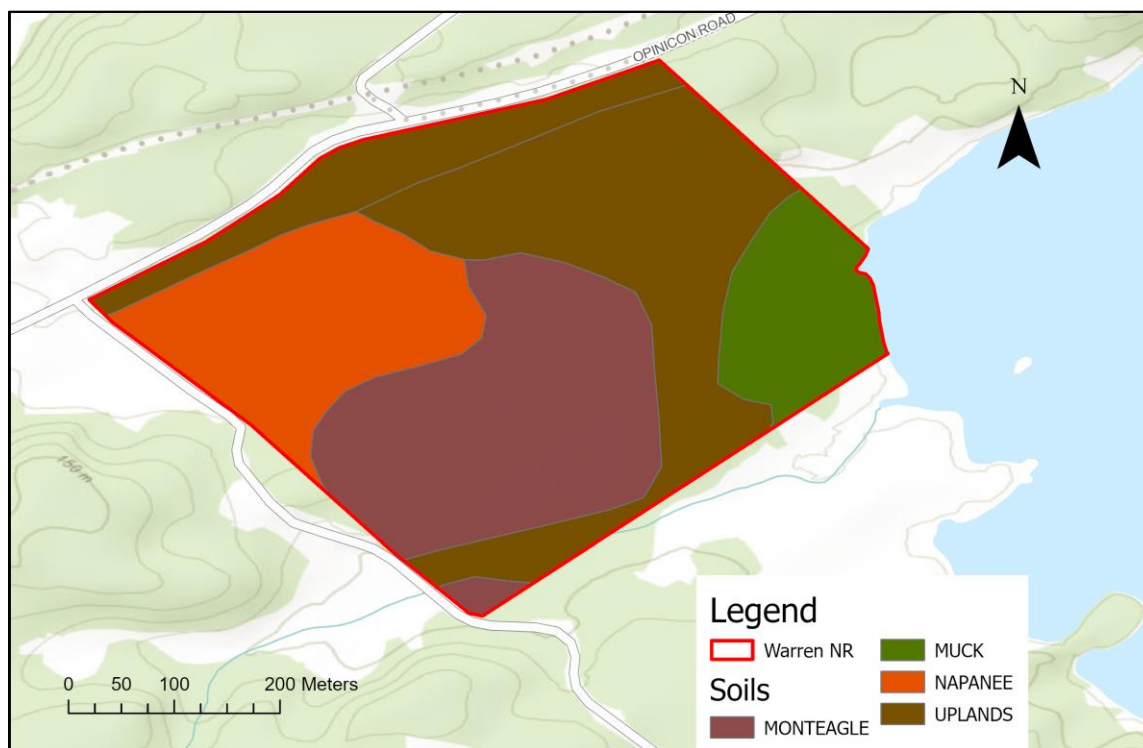 OPINICON ROAD
N
150 m
0 50 100 200 Meters
Legend
Warren NR
Soils
MONTEAGLE
MUCK
NAPANEE
UPLANDS